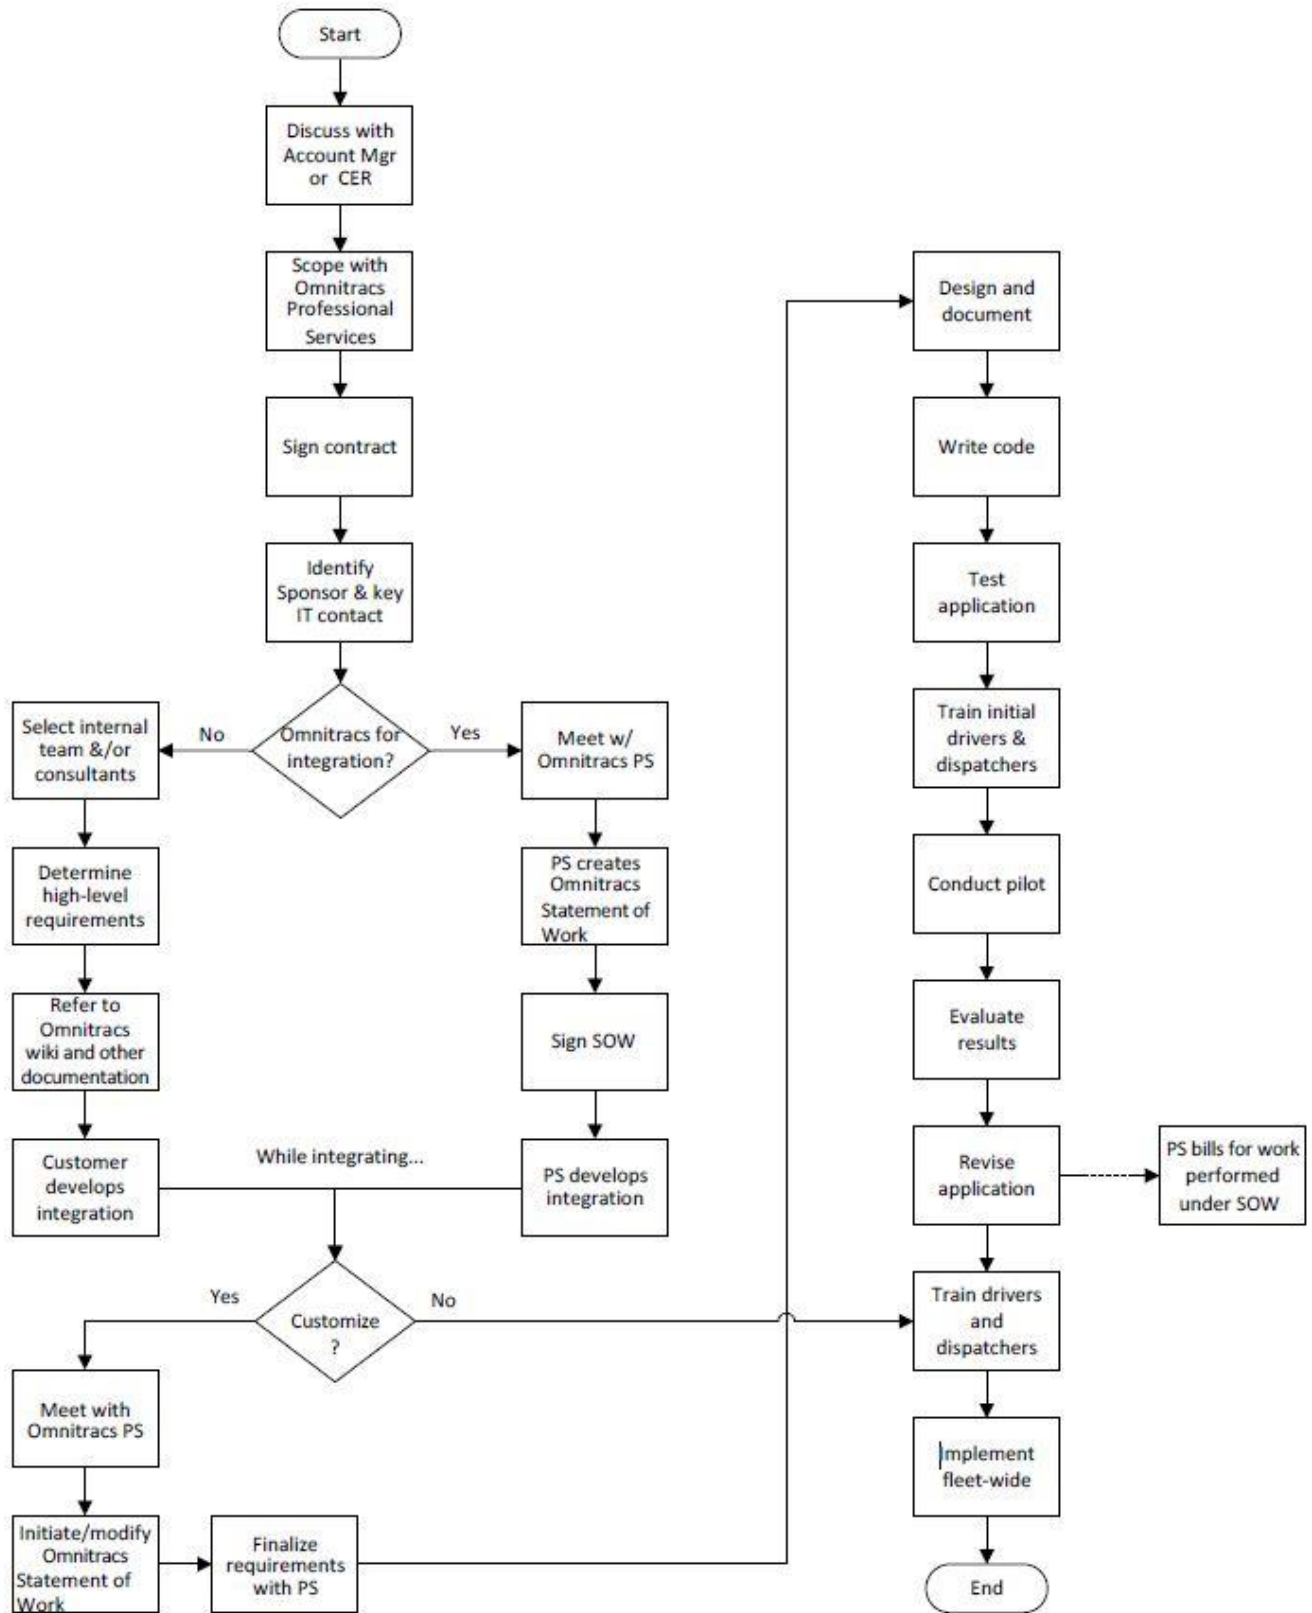 Start
Discuss with
Account Mgr
or CER
Scope with
Omnitracs
Professional
Services
Sign contract
Identify
Sponsor & key
IT contact
Omnitracs for
integration?
No
Yes
Select internal
team &/or
consultants
Determine
high-level
requirements
Refer to
Omnitracs
wiki and other
documentation
Customer
develops
integration
Meet w/
Omnitracs PS
PS creates
Omnitracs
Statement of
Work
Sign SOW
PS develops
integration
While integrating...
Customize
?
Yes
No
Meet with
Omnitracs PS
Initiate/modify
Omnitracs
Statement of
Work
Finalize
requirements
with PS
Design and
document
Write code
Test
application
Train initial
drivers &
dispatchers
Conduct pilot
Evaluate
results
Revise
application
PS bills for work
performed
under SOW
Train drivers
and
dispatchers
Implement
fleet-wide
End